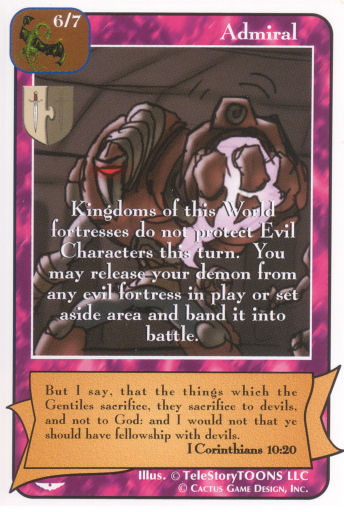 6/7
Admiral
Kingdoms of this World
fortresses do not protect Evil
Characters this turn. You
may release your demon from
any evil fortress in play or set
aside area and band it into
battle.
But I say, that the things which the
Gentiles sacrifice, they sacrifice to devils,
and not to God: and I would not that ye
should have fellowship with devils.
I Corinthians 10:20
Illus. © TeleStoryTOONS LLC
© Cactus Game Design, Inc.